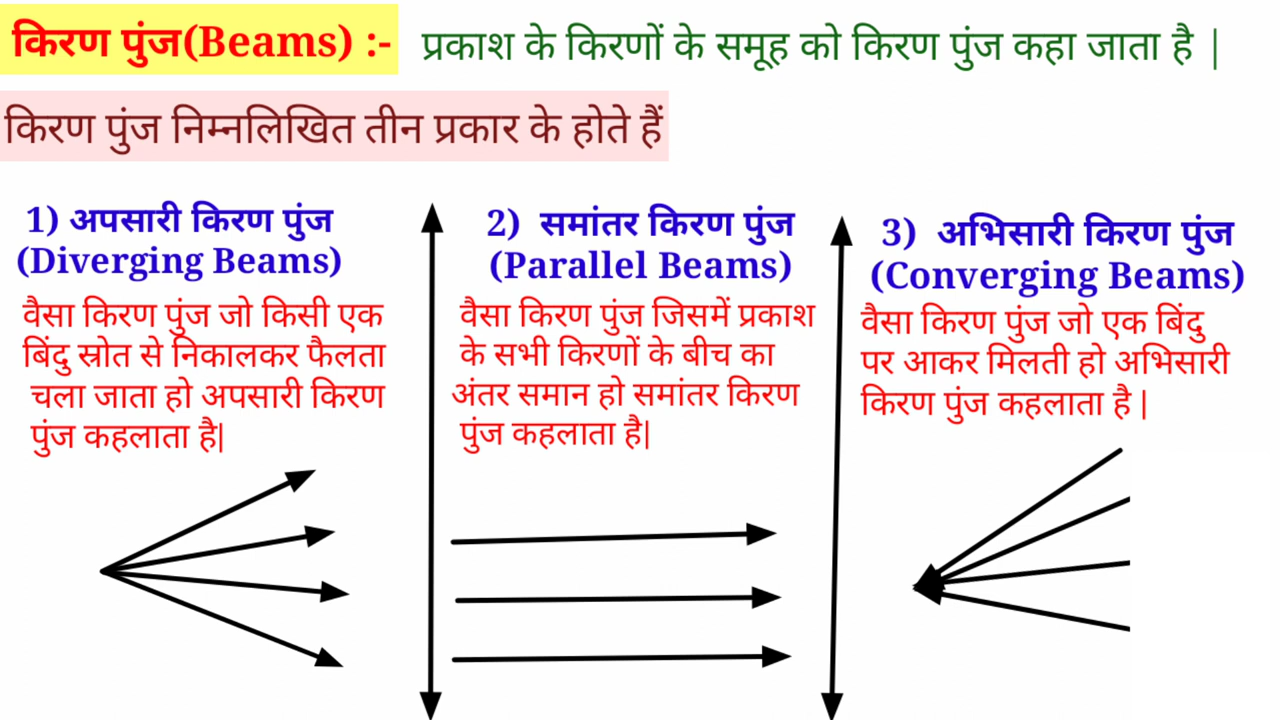 किरण पुंज(Beams) :- प्रकाश के किरणों के समूह को किरण पुंज कहा जाता है |
किरण पुंज निम्नलिखित तीन प्रकार के होते हैं
1) अपसारी किरण पुंज
(Diverging Beams)
वैसा किरण पुंज जो किसी एक
बिंदु स्रोत से निकालकर फैलता
चला जाता हो अपसारी किरण
पुंज कहलाता है|
2) समांतर किरण पुंज
(Parallel Beams)
वैसा किरण पुंज जिसमें प्रकाश
के सभी किरणों के बीच का
अंतर समान हो समांतर किरण
पुंज कहलाता है|
3) अभिसारी किरण पुंज
(Converging Beams)
वैसा किरण पुंज जो एक बिंदु
पर आकर मिलती हो अभिसारी
किरण पुंज कहलाता है |